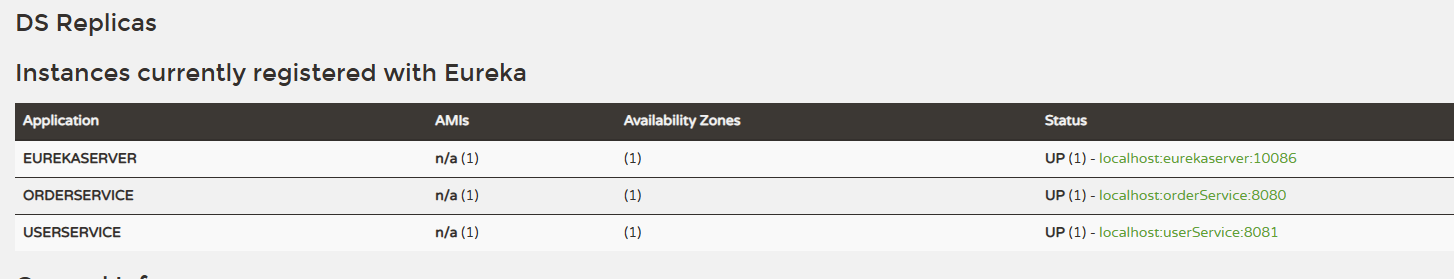 DS Replicas
Instances currently registered with Eureka
Application AMIs Availability Zones Status
EUREKASERVER n/a (1) (1) UP (1) - localhost:eurekaserver:10086
ORDERSERVICE n/a (1) (1) UP (1) - localhost:orderService:8080
USERSERVICE n/a (1) (1) UP (1) - localhost:userService:8081